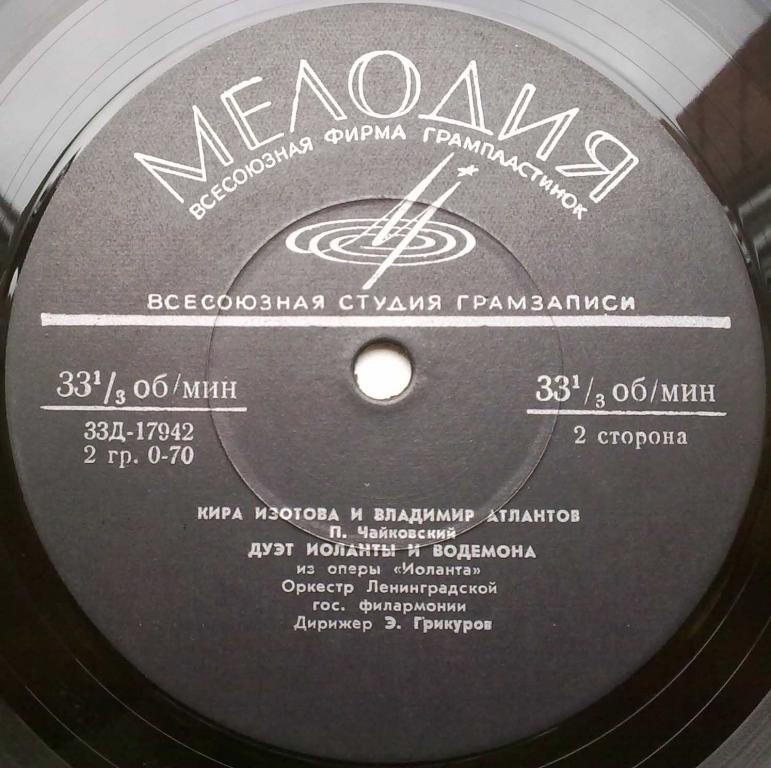 МЕЛОДИЯ
ВСЕСОЮЗНАЯ ФИРМА ГРАМПЛАСТИНОК
ВСЕСОЮЗНАЯ СТУДИЯ ГРАМЗАПИСИ
33¹/₃ об/мин
33Д-17942
2 гр. 0-70
33¹/₃ об/мин
2 сторона
КИРА ИЗОТОВА И ВЛАДИМИР АТЛАНТОВ
П. Чайковский
ДУЭТ ИОЛАНТЫ И ВОДЕМОНА
из оперы «Иоланта»
Оркестр Ленинградской
гос. филармонии
Дирижер Э. Грикуров